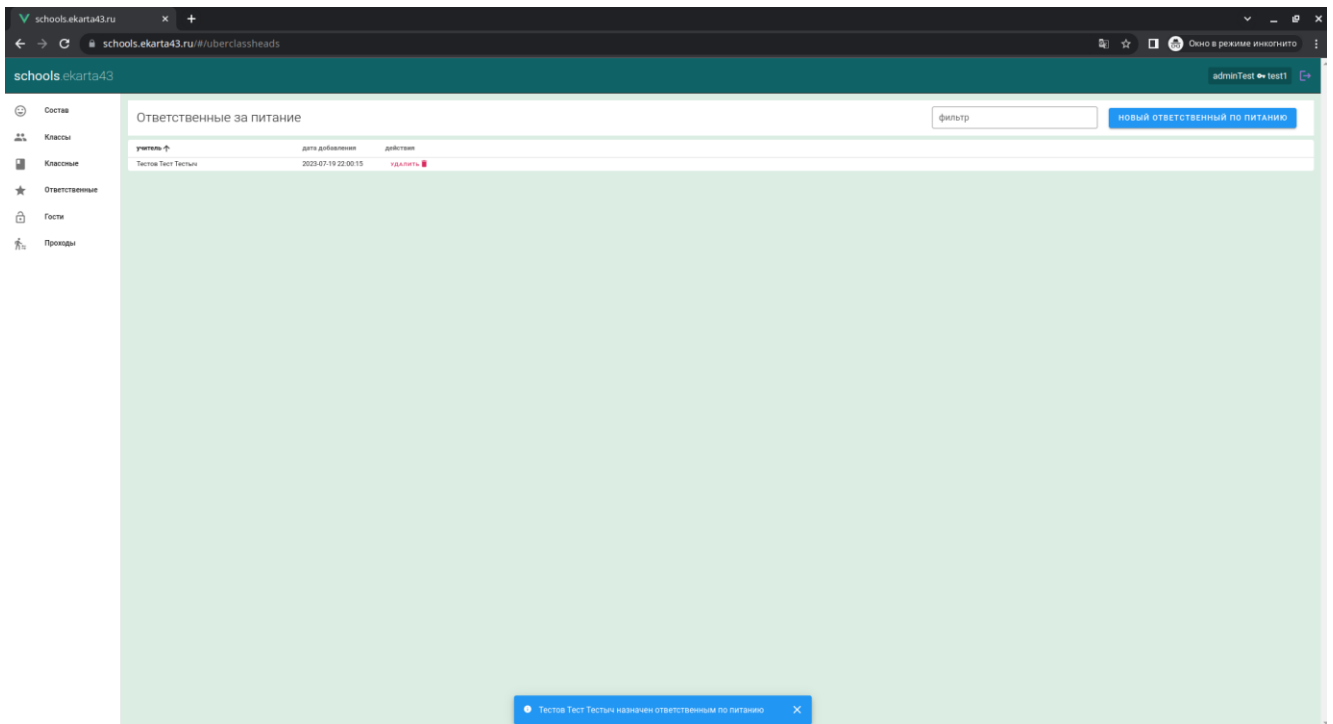 schools.ekarta43.ru
schools.ekarta43.ru/#/uberclassheads
Окно в режиме инкогнито
schools.ekarta43
adminTest test1
Состав
Классы
Классные
Ответственные
Гости
Проходы
Ответственные за питание
фильтр
НОВЫЙ ОТВЕТСТВЕННЫЙ ПО ПИТАНИЮ
учитель дата добавления действия
Тестов Тест Тестыч 2023-07-19 22:00:15 УДАЛИТЬ
Тестов Тест Тестыч назначен ответственным по питанию